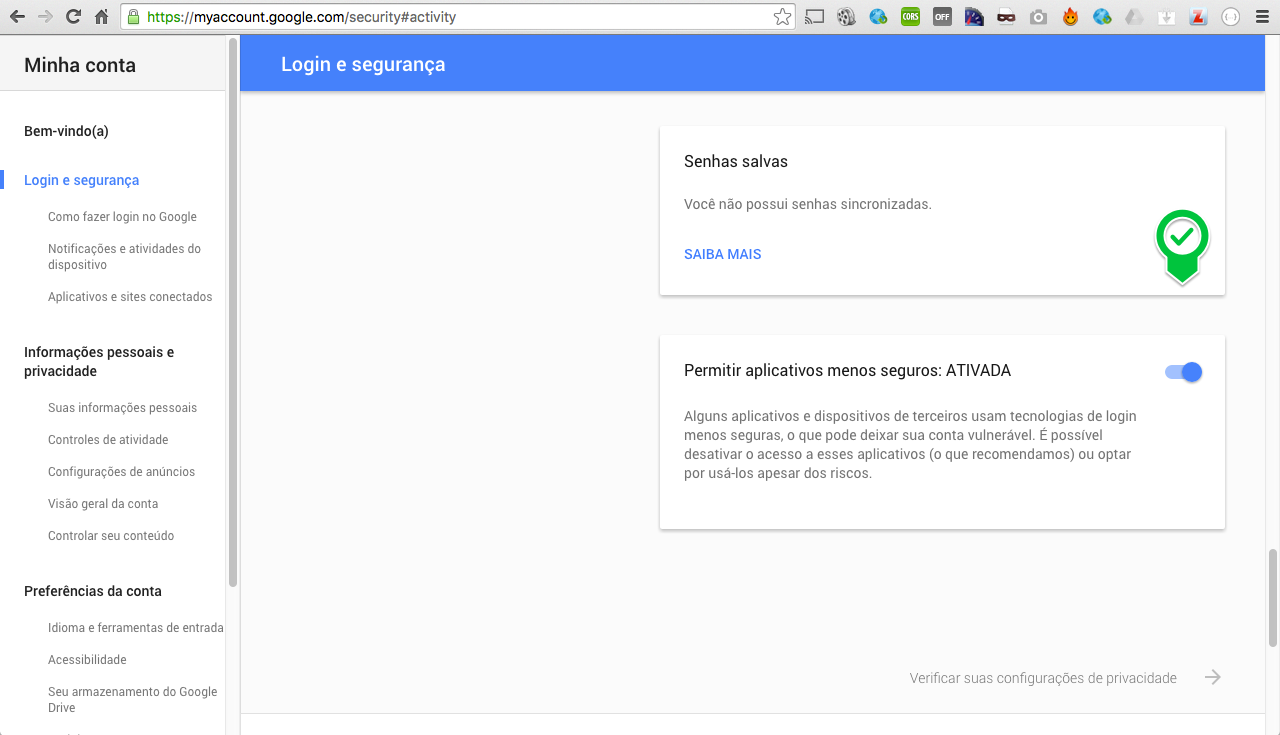 https://myaccount.google.com/security#activity
CORS
OFF
Z
Minha conta
Login e segurança
Bem-vindo(a)
Login e segurança
Como fazer login no Google
Notificações e atividades do
dispositivo
Aplicativos e sites conectados
Informações pessoais e
privacidade
Suas informações pessoais
Controles de atividade
Configurações de anúncios
Visão geral da conta
Controlar seu conteúdo
Preferências da conta
Idioma e ferramentas de entrada
Acessibilidade
Seu armazenamento do Google
Drive
Senhas salvas
Você não possui senhas sincronizadas.
SAIBA MAIS
Permitir aplicativos menos seguros: ATIVADA
Alguns aplicativos e dispositivos de terceiros usam tecnologias de login
menos seguras, o que pode deixar sua conta vulnerável. É possível
desativar o acesso a esses aplicativos (o que recomendamos) ou optar
por usá-los apesar dos riscos.
Verificar suas configurações de privacidade